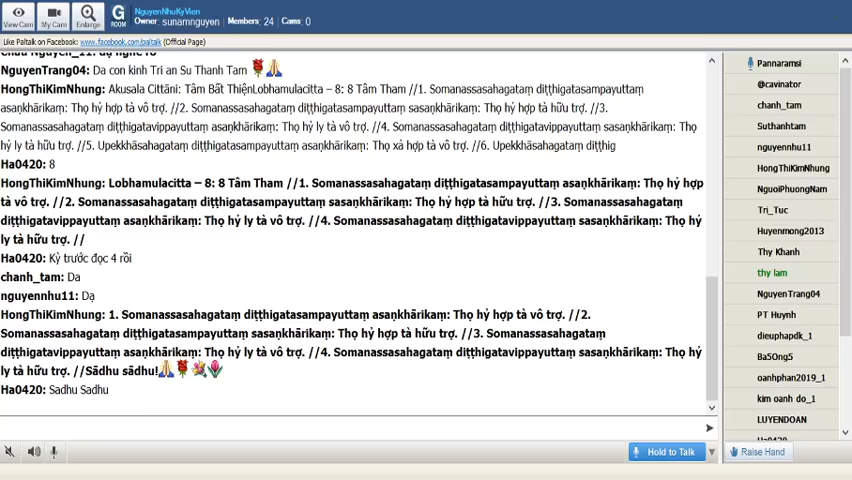 NguyenNhuKyVien
Owner: sunamnguyen Members: 24 Cams: 0
View Cam My Cam Enlarge G ROOM
Like Paltalk on Facebook: www.facebook.com/paltalk (Official Page)
NguyenTrang04: Da con kinh Tri an Su Thanh Tam
HongThiKimNhung: Akusala Cittāni: Tâm Bất ThiệnLobhamulacitta – 8: 8 Tâm Tham //1. Somanassasahagataṃ diṭṭhigatasampayuttaṃ
asaṇkhārikaṃ: Thọ hỷ hợp tà vô trợ. //2. Somanassasahagataṃ diṭṭhigatasampayuttaṃ sasaṇkhārikaṃ: Thọ hỷ hợp tà hữu trợ. //3.
Somanassasahagataṃ diṭṭhigatavippayuttaṃ asaṇkhārikaṃ: Thọ hỷ ly tà vô trợ. //4. Somanassasahagataṃ diṭṭhigatavippayuttaṃ sasaṇkhārikaṃ: Thọ
hỷ ly tà hữu trợ. //5. Upekkhāsahagataṃ diṭṭhigatasampayuttaṃ asaṇkhārikaṃ: Thọ xả hợp tà vô trợ. //6. Upekkhāsahagataṃ diṭṭhig
Ha0420: 8
HongThiKimNhung: Lobhamulacitta – 8: 8 Tâm Tham //1. Somanassasahagataṃ diṭṭhigatasampayuttaṃ asaṇkhārikaṃ: Thọ hỷ hợp
tà vô trợ. //2. Somanassasahagataṃ diṭṭhigatasampayuttaṃ sasaṇkhārikaṃ: Thọ hỷ hợp tà hữu trợ. //3. Somanassasahagataṃ
diṭṭhigatavippayuttaṃ asaṇkhārikaṃ: Thọ hỷ ly tà vô trợ. //4. Somanassasahagataṃ diṭṭhigatavippayuttaṃ sasaṇkhārikaṃ: Thọ hỷ
ly tà hữu trợ. //
Ha0420: Kỳ trước đọc 4 rồi
chanh_tam: Da
nguyennhu11: Dạ
HongThiKimNhung: 1. Somanassasahagataṃ diṭṭhigatasampayuttaṃ asaṇkhārikaṃ: Thọ hỷ hợp tà vô trợ. //2.
Somanassasahagataṃ diṭṭhigatasampayuttaṃ sasaṇkhārikaṃ: Thọ hỷ hợp tà hữu trợ. //3. Somanassasahagataṃ
diṭṭhigatavippayuttaṃ asaṇkhārikaṃ: Thọ hỷ ly tà vô trợ. //4. Somanassasahagataṃ diṭṭhigatavippayuttaṃ sasaṇkhārikaṃ: Thọ hỷ
ly tà hữu trợ. //Sādhu sādhu!
Ha0420: Sadhu Sadhu
Hold to Talk
Pannaramsi
@cavinator
chanh_tam
Suthanhtam
nguyennhu11
HongThiKimNhung
NguoiPhuongNam
Tri_Tuc
Huyenmong2013
Thy Khanh
thy lam
NguyenTrang04
PT Huynh
dieuphapdk_1
Ba5Ong5
oanhphan2019_1
kim oanh do_1
LUYENDOAN
Raise Hand